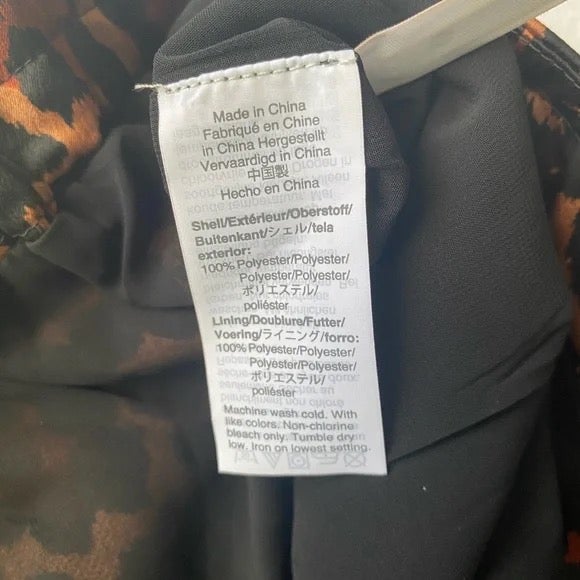 Made in China
Fabriqué en Chine
in China Hergestellt
Vervaardigd in China
中国製
Hecho en China
Shell/Extérieur/Oberstoff/
Buitenkant/シェル/tela
exterior:
100% Polyester/Polyester/
Polyester/Polyester/
ポリエステル/
poliéster
Lining/Doublure/Futter/
Voering/ライニング/forro:
100% Polyester/Polyester/
Polyester/Polyester/
ポリエステル/
poliéster
Machine wash cold. With
like colors. Non-chlorine
bleach only. Tumble dry
low. Iron on lowest setting.